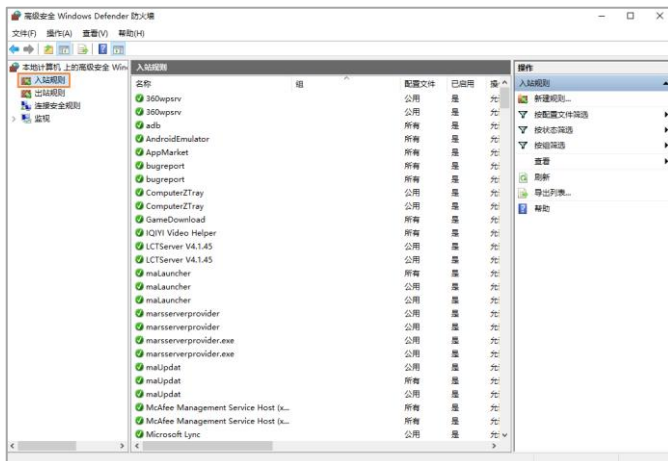 高级安全 Windows Defender 防火墙
文件(F) 操作(A) 查看(V) 帮助(H)
本地计算机 上的高级安全 Win
入站规则
出站规则
连接安全规则
监视
入站规则
名称 组 配置文件 已启用 操
360wpsrv 公用 是 允
360wpsrv 公用 是 允
adb 所有 是 允
AndroidEmulator 所有 是 允
AppMarket 所有 是 允
bugreport 所有 是 允
bugreport 所有 是 允
ComputerZTray 公用 是 允
ComputerZTray 公用 是 允
GameDownload 所有 是 允
IQIYI Video Helper 所有 是 允
LCTServer V4.1.45 公用 是 允
LCTServer V4.1.45 公用 是 允
maLauncher 所有 是 允
maLauncher 公用 是 允
maLauncher 公用 是 允
marsserverprovider 公用 是 允
marsserverprovider 公用 是 允
marsserverprovider.exe 公用 是 允
marsserverprovider.exe 公用 是 允
maUpdat 公用 是 允
maUpdat 所有 是 允
maUpdat 公用 是 允
McAfee Management Service Host (x... 所有 是 允
McAfee Management Service Host (x... 所有 是 允
Microsoft Lync 公用 是 允
操作
入站规则
新建规则...
按配置文件筛选
按状态筛选
按组筛选
查看
刷新
导出列表...
帮助